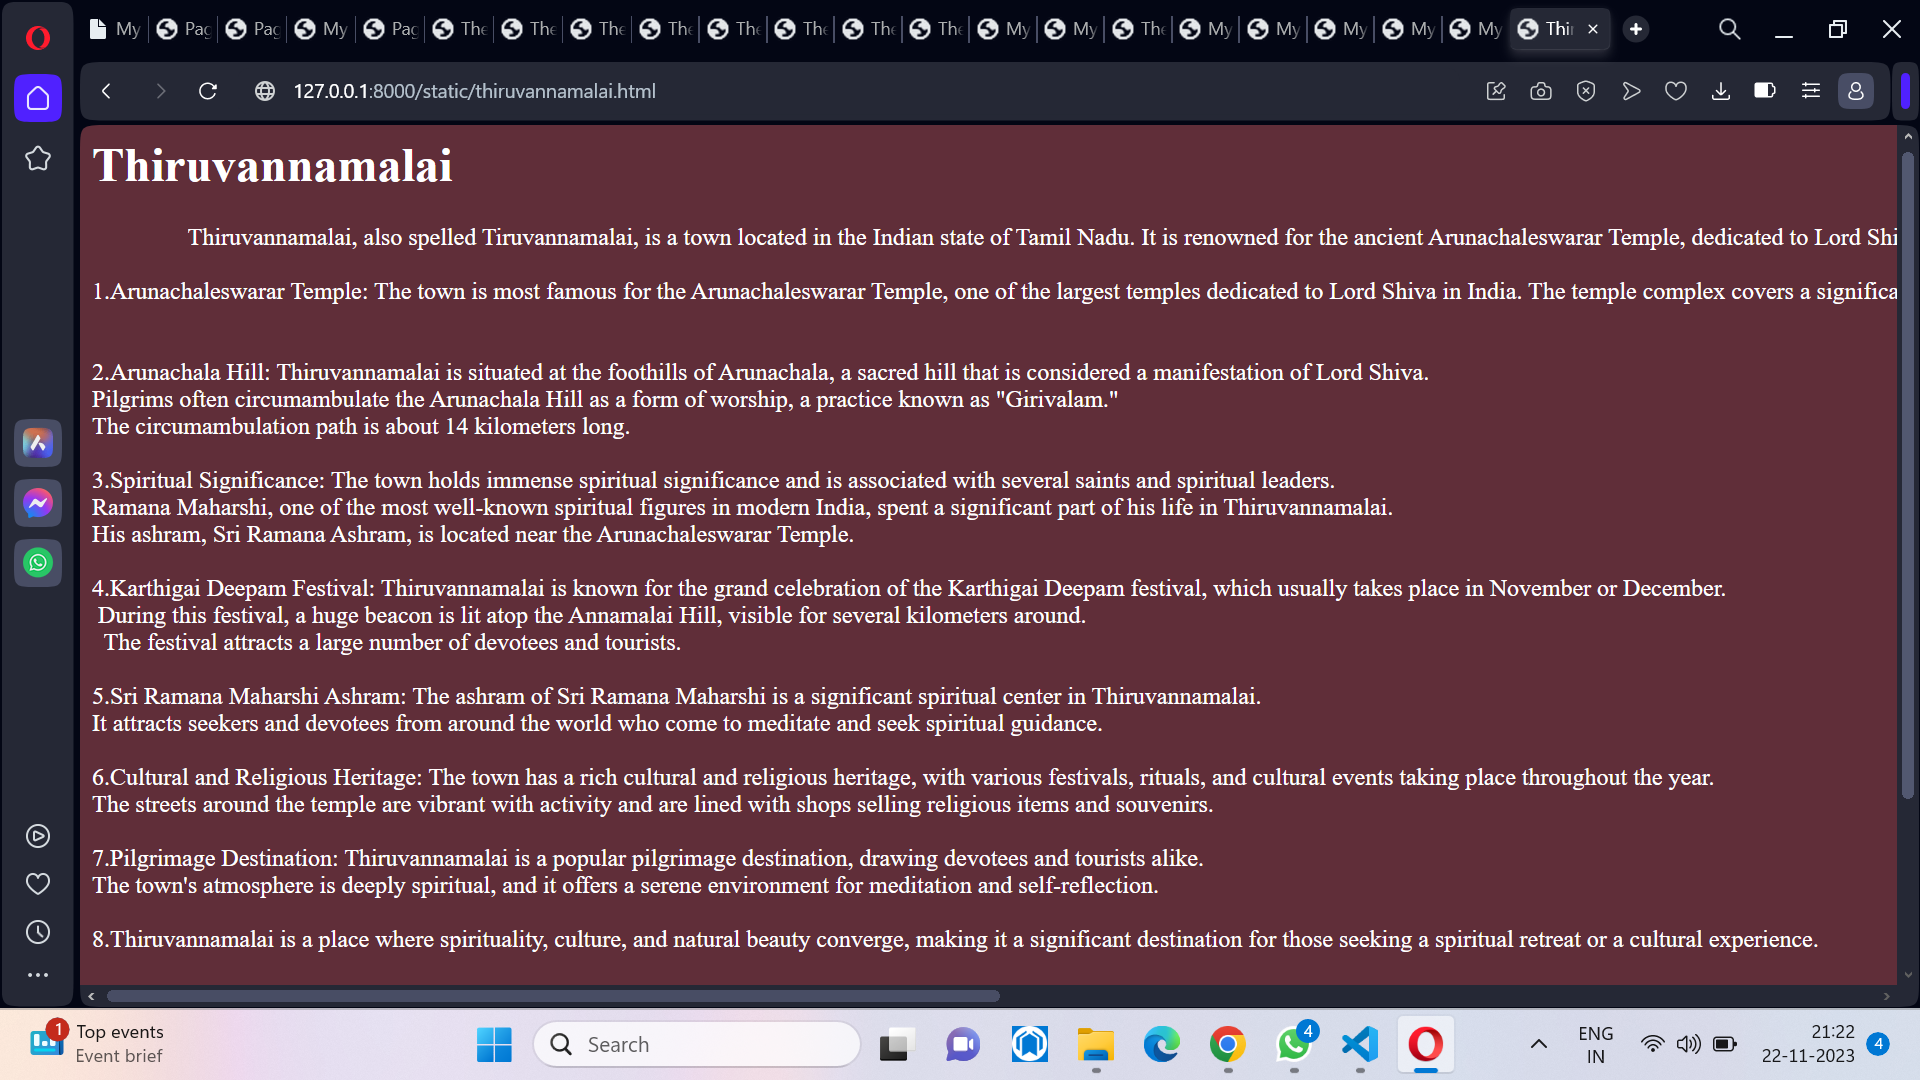 My
Pag
Pag
My
Pag
The
The
The
The
The
The
The
The
My
My
The
My
My
My
My
My
Thir
127.0.0.1:8000/static/thiruvannamalai.html
Thiruvannamalai
Thiruvannamalai, also spelled Tiruvannamalai, is a town located in the Indian state of Tamil Nadu. It is renowned for the ancient Arunachaleswarar Temple, dedicated to Lord Shi
1.Arunachaleswarar Temple: The town is most famous for the Arunachaleswarar Temple, one of the largest temples dedicated to Lord Shiva in India. The temple complex covers a significa
2.Arunachala Hill: Thiruvannamalai is situated at the foothills of Arunachala, a sacred hill that is considered a manifestation of Lord Shiva.
Pilgrims often circumambulate the Arunachala Hill as a form of worship, a practice known as "Girivalam."
The circumambulation path is about 14 kilometers long.
3.Spiritual Significance: The town holds immense spiritual significance and is associated with several saints and spiritual leaders.
Ramana Maharshi, one of the most well-known spiritual figures in modern India, spent a significant part of his life in Thiruvannamalai.
His ashram, Sri Ramana Ashram, is located near the Arunachaleswarar Temple.
4.Karthigai Deepam Festival: Thiruvannamalai is known for the grand celebration of the Karthigai Deepam festival, which usually takes place in November or December.
During this festival, a huge beacon is lit atop the Annamalai Hill, visible for several kilometers around.
The festival attracts a large number of devotees and tourists.
5.Sri Ramana Maharshi Ashram: The ashram of Sri Ramana Maharshi is a significant spiritual center in Thiruvannamalai.
It attracts seekers and devotees from around the world who come to meditate and seek spiritual guidance.
6.Cultural and Religious Heritage: The town has a rich cultural and religious heritage, with various festivals, rituals, and cultural events taking place throughout the year.
The streets around the temple are vibrant with activity and are lined with shops selling religious items and souvenirs.
7.Pilgrimage Destination: Thiruvannamalai is a popular pilgrimage destination, drawing devotees and tourists alike.
The town's atmosphere is deeply spiritual, and it offers a serene environment for meditation and self-reflection.
8.Thiruvannamalai is a place where spirituality, culture, and natural beauty converge, making it a significant destination for those seeking a spiritual retreat or a cultural experience.
1
Top events
Event brief
Search
4
ENG
IN
21:22
22-11-2023
4